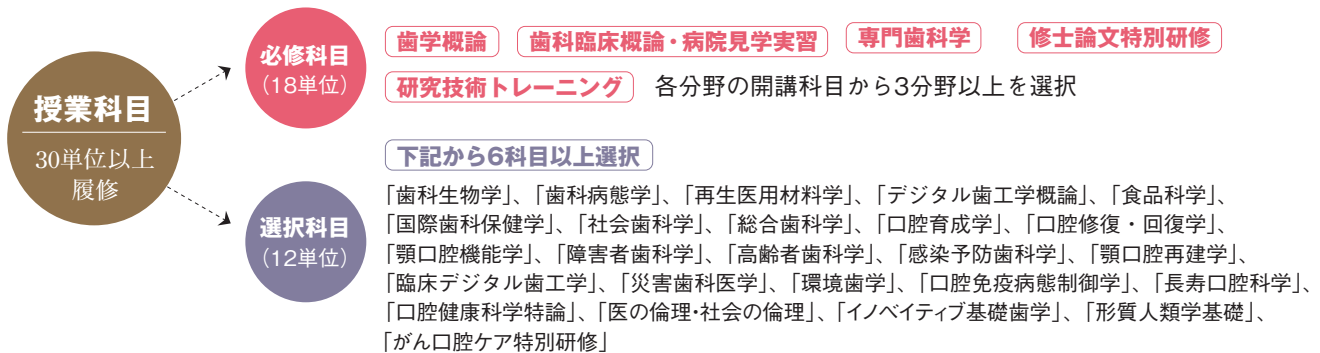 授業科目
30単位以上
履修
必修科目
（18単位）
歯学概論 歯科臨床概論・病院見学実習 専門歯科学 修士論文特別研修
研究技術トレーニング 各分野の開講科目から3分野以上を選択
選択科目
（12単位）
下記から6科目以上選択
「歯科生物学」、「歯科病態学」、「再生医用材料学」、「デジタル歯工学概論」、「食品科学」、
「国際歯科保健学」、「社会歯科学」、「総合歯科学」、「口腔育成学」、「口腔修復・回復学」、
「顎口腔機能学」、「障害者歯科学」、「高齢者歯科学」、「感染予防歯科学」、「顎口腔再建学」、
「臨床デジタル歯工学」、「災害歯科医学」、「環境歯学」、「口腔免疫病態制御学」、「長寿口腔科学」、
「口腔健康科学特論」、「医の倫理・社会の倫理」、「イノベイティブ基礎歯学」、「形質人類学基礎」、
「がん口腔ケア特別研修」